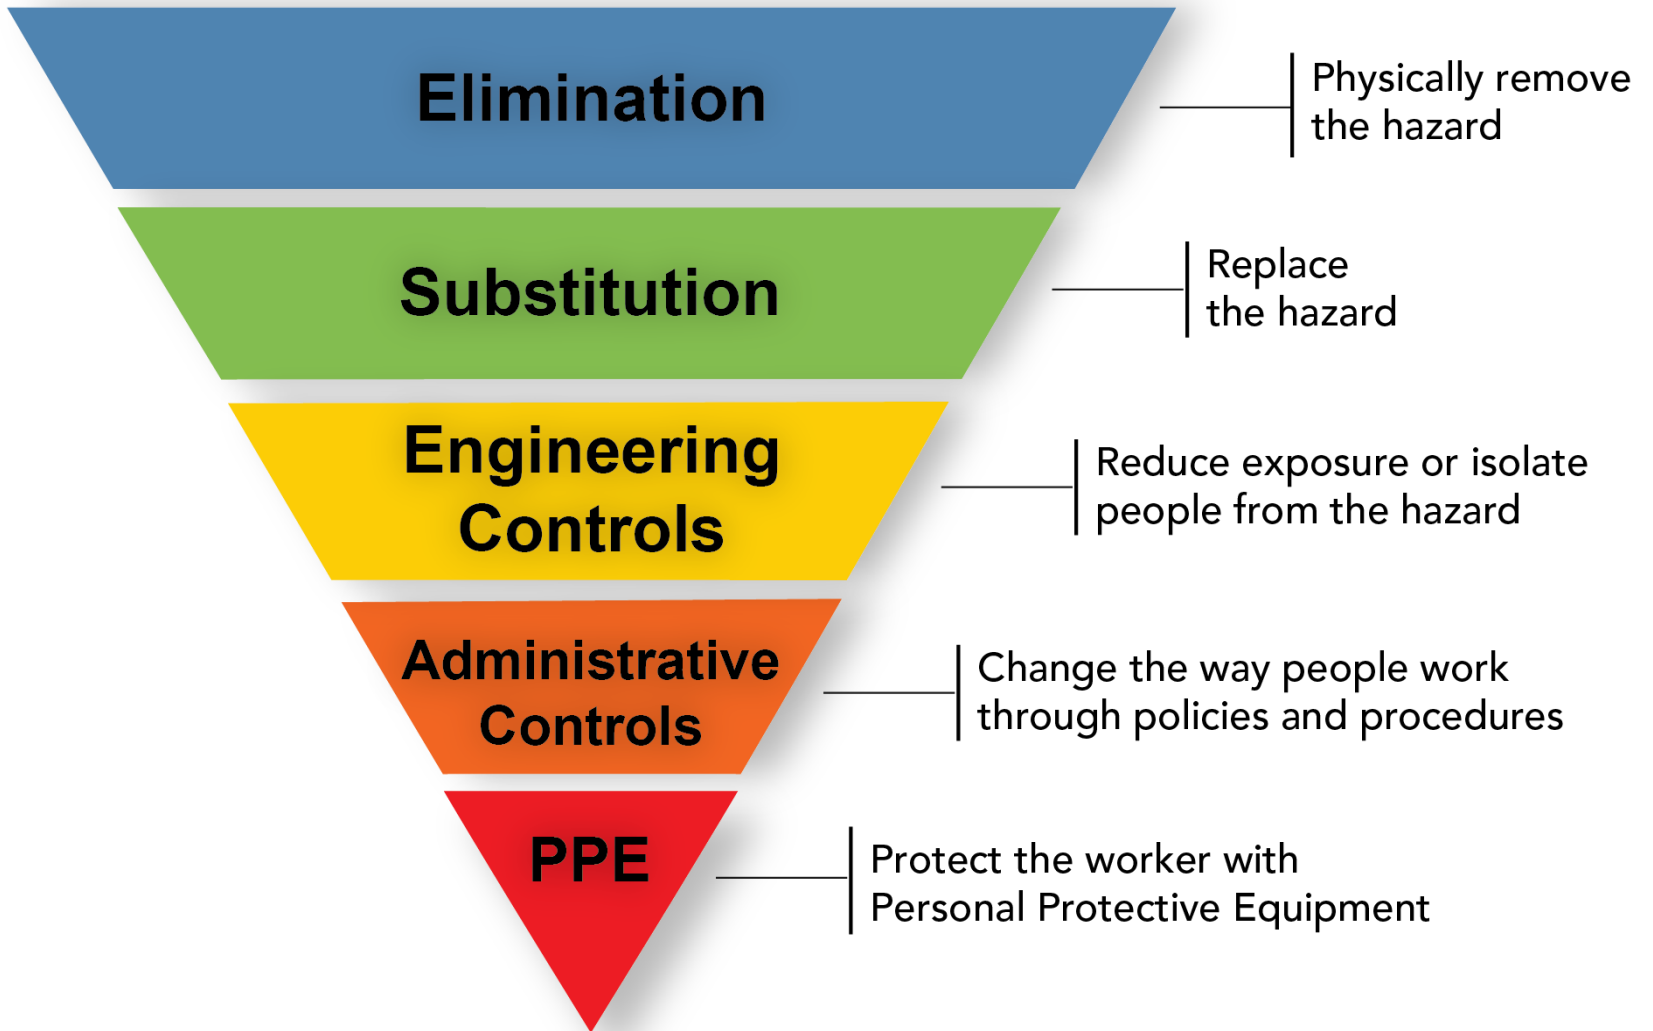 Elimination
Physically remove
the hazard
Substitution
Replace
the hazard
Engineering
Controls
Reduce exposure or isolate
people from the hazard
Administrative
Controls
Change the way people work
through policies and procedures
PPE
Protect the worker with
Personal Protective Equipment